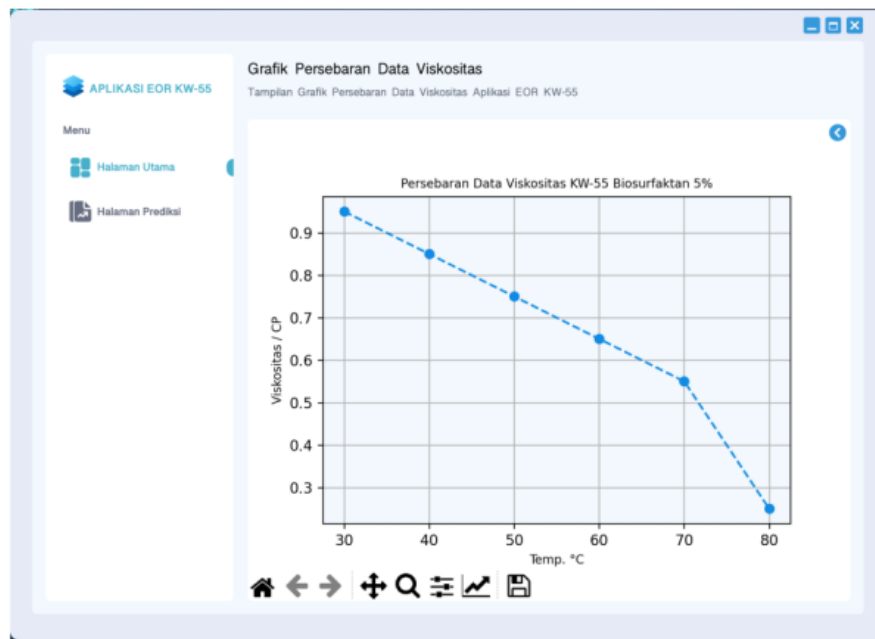 Grafik Persebaran Data Viskositas
APLIKASI EOR KW-55
Tampilan Grafik Persebaran Data Viskositas Aplikasi EOR KW-55
Menu
Halaman Utama
Halaman Prediksi
Persebaran Data Viskositas KW-55 Biosurfaktan 5%
Viskositas / CP
0.9
0.8
0.7
0.6
0.5
0.4
0.3
30 40 50 60 70 80
Temp. °C